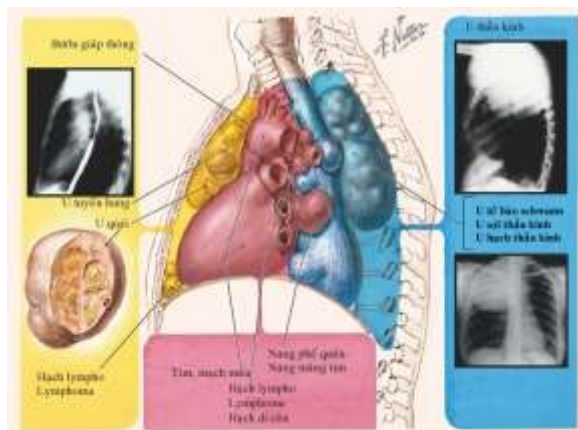 Bướu giáp thòng
U tuyến hung
U quái
Hạch lympho
Lymphoma
F. Netter
U thần kinh
U tế bào schwann
U sợi thần kinh
U hạch thần kinh
Tim, mạch máu
Nang phế quản
Nang màng tim
Hạch lympho
Lymphoma
Hạch di căn